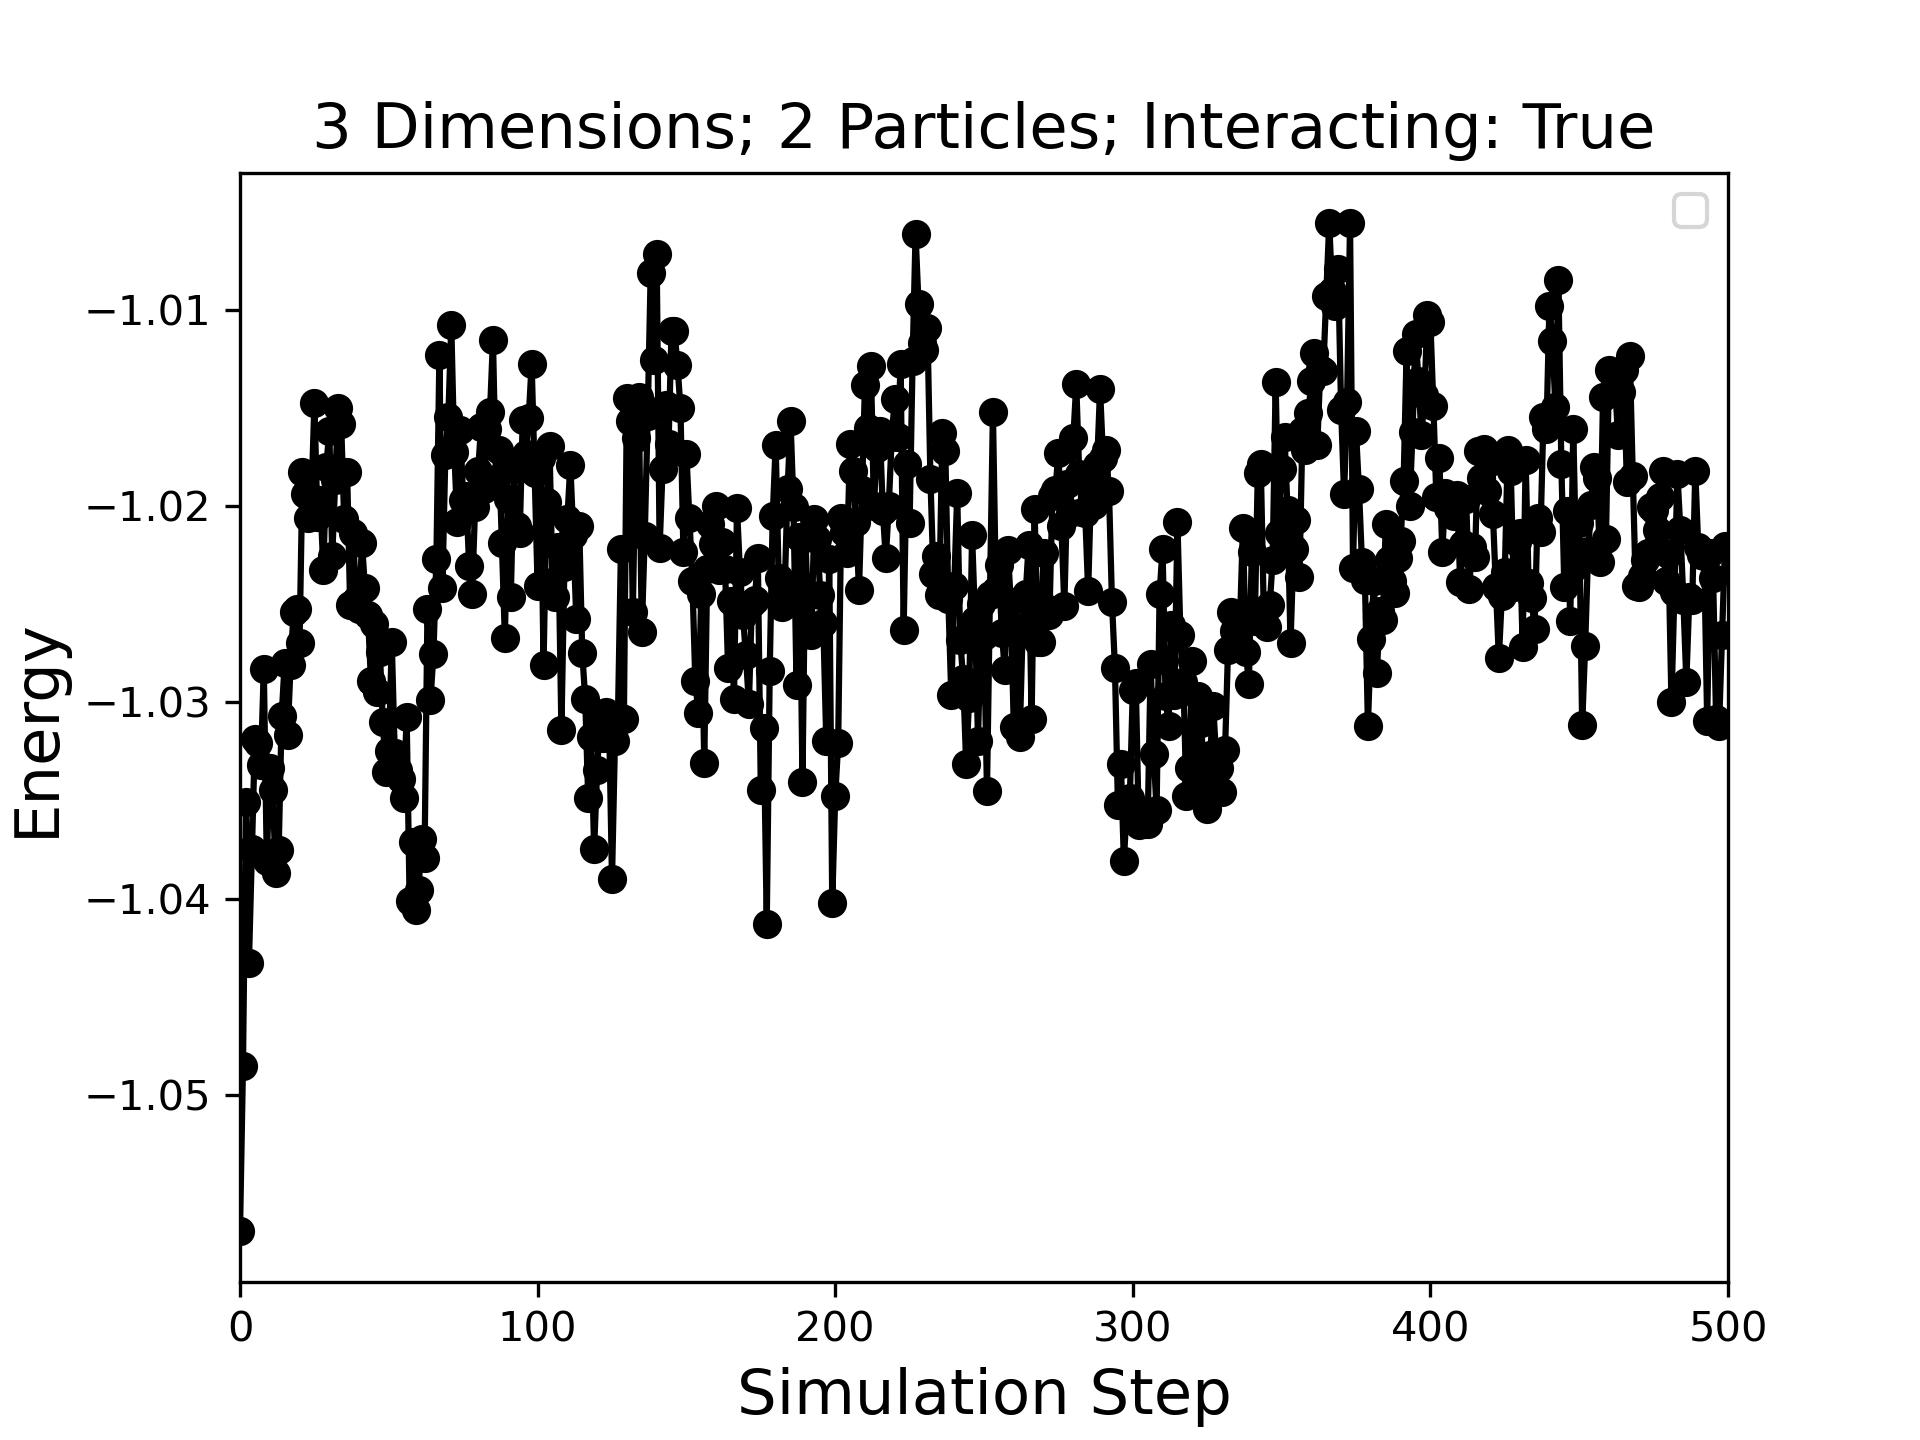 3 Dimensions; 2 Particles; Interacting: True
−1.01
−1.02
−1.03
−1.04
−1.05
Energy
0 100 200 300 400 500
Simulation Step